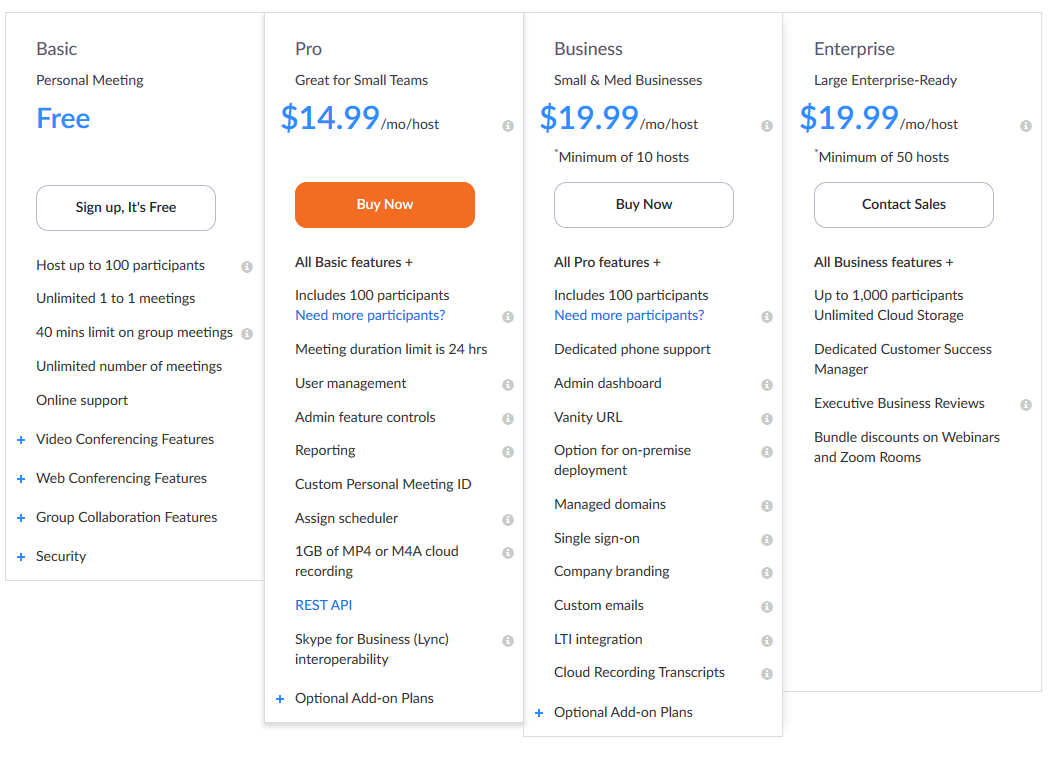 Basic
Personal Meeting
Free
Sign up, It's Free
Host up to 100 participants
Unlimited 1 to 1 meetings
40 mins limit on group meetings
Unlimited number of meetings
Online support
+ Video Conferencing Features
+ Web Conferencing Features
+ Group Collaboration Features
+ Security
Pro
Great for Small Teams
$14.99/mo/host
Buy Now
All Basic features +
Includes 100 participants
Need more participants?
Meeting duration limit is 24 hrs
User management
Admin feature controls
Reporting
Custom Personal Meeting ID
Assign scheduler
1GB of MP4 or M4A cloud
recording
REST API
Skype for Business (Lync)
interoperability
+ Optional Add-on Plans
Business
Small & Med Businesses
$19.99/mo/host
*Minimum of 10 hosts
Buy Now
All Pro features +
Includes 100 participants
Need more participants?
Dedicated phone support
Admin dashboard
Vanity URL
Option for on-premise
deployment
Managed domains
Single sign-on
Company branding
Custom emails
LTI integration
Cloud Recording Transcripts
+ Optional Add-on Plans
Enterprise
Large Enterprise-Ready
$19.99/mo/host
*Minimum of 50 hosts
Contact Sales
All Business features +
Up to 1,000 participants
Unlimited Cloud Storage
Dedicated Customer Success
Manager
Executive Business Reviews
Bundle discounts on Webinars
and Zoom Rooms